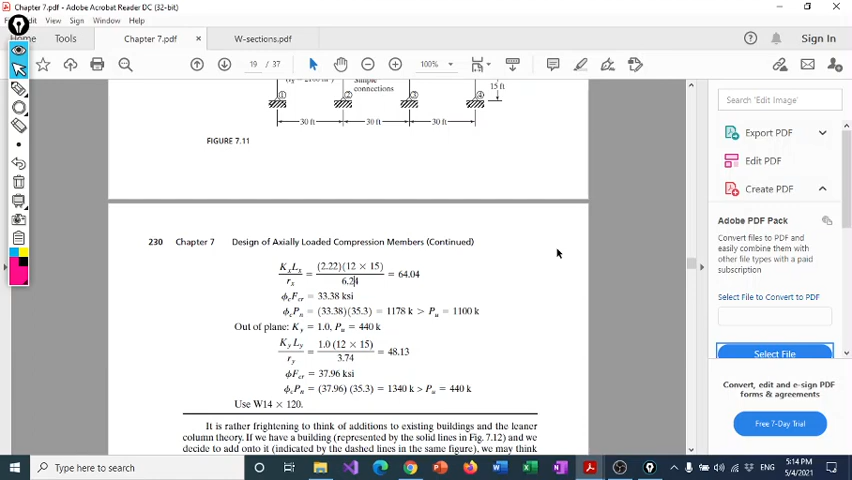 Chapter 7.pdf - Adobe Acrobat Reader DC (32-bit)
View Sign Window Help
Home Tools Chapter 7.pdf × W-sections.pdf Sign In
19 / 37 100%
Simple
connections
15 ft
① ② ③ ④
30 ft 30 ft 30 ft
FIGURE 7.11
230 Chapter 7 Design of Axially Loaded Compression Members (Continued)
KxLx/rx = (2.22)(12 × 15)/6.24 = 64.04
ϕcFcr = 33.38 ksi
ϕcPn = (33.38)(35.3) = 1178 k > Pu = 1100 k
Out of plane: Ky = 1.0, Pu = 440 k
KyLy/ry = 1.0 (12 × 15)/3.74 = 48.13
ϕFcr = 37.96 ksi
ϕcPn = (37.96) (35.3) = 1340 k > Pu = 440 k
Use W14 × 120.
It is rather frightening to think of additions to existing buildings and the leaner
column theory. If we have a building (represented by the solid lines in Fig. 7.12) and we
decide to add onto it (indicated by the dashed lines in the same figure), we may think
Search 'Edit Image'
Export PDF
Edit PDF
Create PDF
Adobe PDF Pack
Convert files to PDF and
easily combine them with
other file types with a paid
subscription
Select File to Convert to PDF
Select File
Convert, edit and e-sign PDF
forms & agreements
Free 7-Day Trial
Type here to search
ENG
5:14 PM
5/4/2021